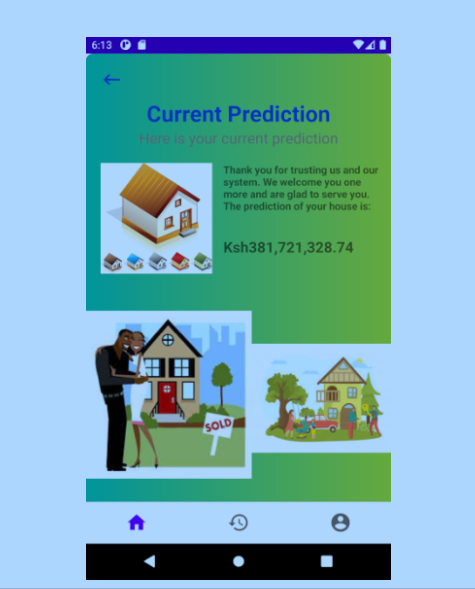 6:13
Current Prediction
Here is your current prediction
Thank you for trusting us and our
system. We welcome you one
more and are glad to serve you.
The prediction of your house is:
Ksh381,721,328.74
SOLD